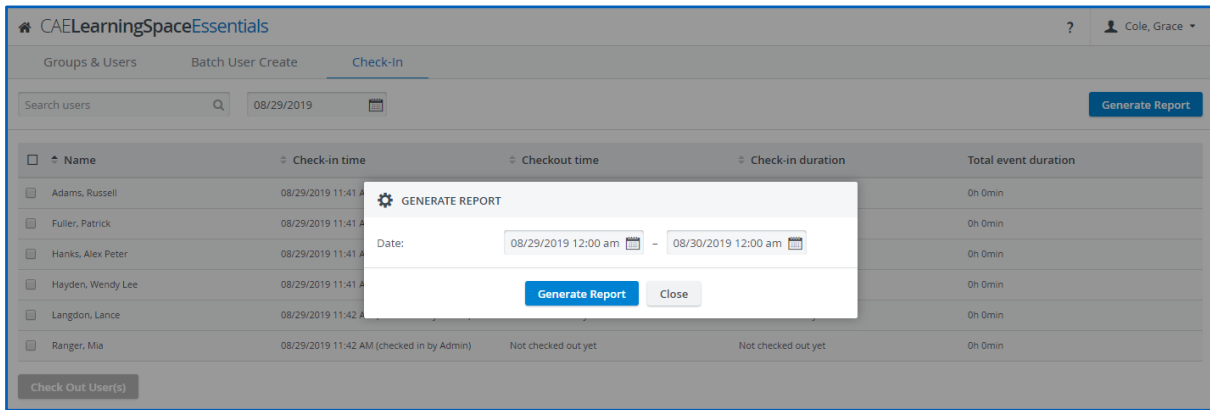 CAELearningSpaceEssentials ? Cole, Grace
Groups & Users Batch User Create Check-In
Search users 08/29/2019 Generate Report
Name Check-in time Checkout time Check-in duration Total event duration
Adams, Russell 08/29/2019 11:41 0h 0min
GENERATE REPORT
Fuller, Patrick 08/29/2019 11:41 0h 0min
Date: 08/29/2019 12:00 am – 08/30/2019 12:00 am
Hanks, Alex Peter 08/29/2019 11:41 0h 0min
Hayden, Wendy Lee 08/29/2019 11:41 0h 0min
Generate Report Close
Langdon, Lance 08/29/2019 11:42 0h 0min
Ranger, Mia 08/29/2019 11:42 AM (checked in by Admin) Not checked out yet Not checked out yet 0h 0min
Check Out User(s)